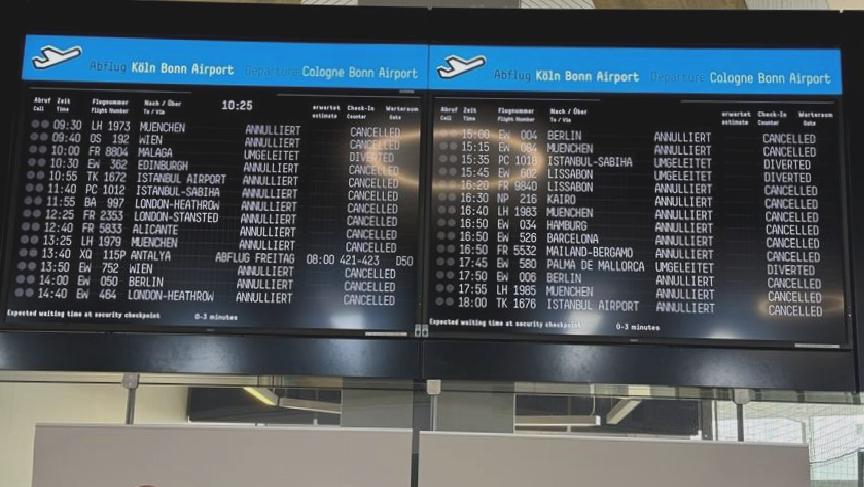 Abflug Köln Bonn Airport Departure Cologne Bonn Airport
Abruf Zeit Flugnummer Nach / Über 10:25 erwartet Check-In Warteraum
Call Time Flight Number To / Via estimate Counter Gate
09:30 LH 1973 MUENCHEN ANNULLIERT CANCELLED
09:40 OS 192 WIEN ANNULLIERT CANCELLED
10:00 FR 8804 MALAGA UMGELEITET DIVERTED
10:30 EW 362 EDINBURGH ANNULLIERT CANCELLED
10:55 TK 1672 ISTANBUL AIRPORT ANNULLIERT CANCELLED
11:40 PC 1012 ISTANBUL-SABIHA ANNULLIERT CANCELLED
11:55 BA 997 LONDON-HEATHROW ANNULLIERT CANCELLED
12:25 FR 2353 LONDON-STANSTED ANNULLIERT CANCELLED
12:40 FR 5833 ALICANTE ANNULLIERT CANCELLED
13:25 LH 1979 MUENCHEN ANNULLIERT CANCELLED
13:40 XQ 115P ANTALYA ABFLUG FREITAG 08:00 421-423 D50
13:50 EW 752 WIEN ANNULLIERT CANCELLED
14:00 EW 050 BERLIN ANNULLIERT CANCELLED
14:40 EW 464 LONDON-HEATHROW ANNULLIERT CANCELLED
Expected waiting time at security checkpoint 0-3 minutes
Abflug Köln Bonn Airport Departure Cologne Bonn Airport
Abruf Zeit Flugnummer Nach / Über erwartet Check-In Warteraum
Call Time Flight Number To / Via estimate Counter Gate
15:00 EW 004 BERLIN ANNULLIERT CANCELLED
15:15 EW 084 MUENCHEN ANNULLIERT CANCELLED
15:35 PC 1018 ISTANBUL-SABIHA UMGELEITET DIVERTED
15:45 EW 602 LISSABON UMGELEITET DIVERTED
16:20 FR 9840 LISSABON ANNULLIERT CANCELLED
16:30 NP 216 KAIRO ANNULLIERT CANCELLED
16:40 LH 1983 MUENCHEN ANNULLIERT CANCELLED
16:50 EW 034 HAMBURG ANNULLIERT CANCELLED
16:50 EW 526 BARCELONA ANNULLIERT CANCELLED
16:50 FR 5532 MAILAND-BERGAMO ANNULLIERT CANCELLED
17:45 EW 580 PALMA DE MALLORCA UMGELEITET DIVERTED
17:50 EW 006 BERLIN ANNULLIERT CANCELLED
17:55 LH 1985 MUENCHEN ANNULLIERT CANCELLED
18:00 TK 1676 ISTANBUL AIRPORT ANNULLIERT CANCELLED
Expected waiting time at security checkpoint 0-3 minutes